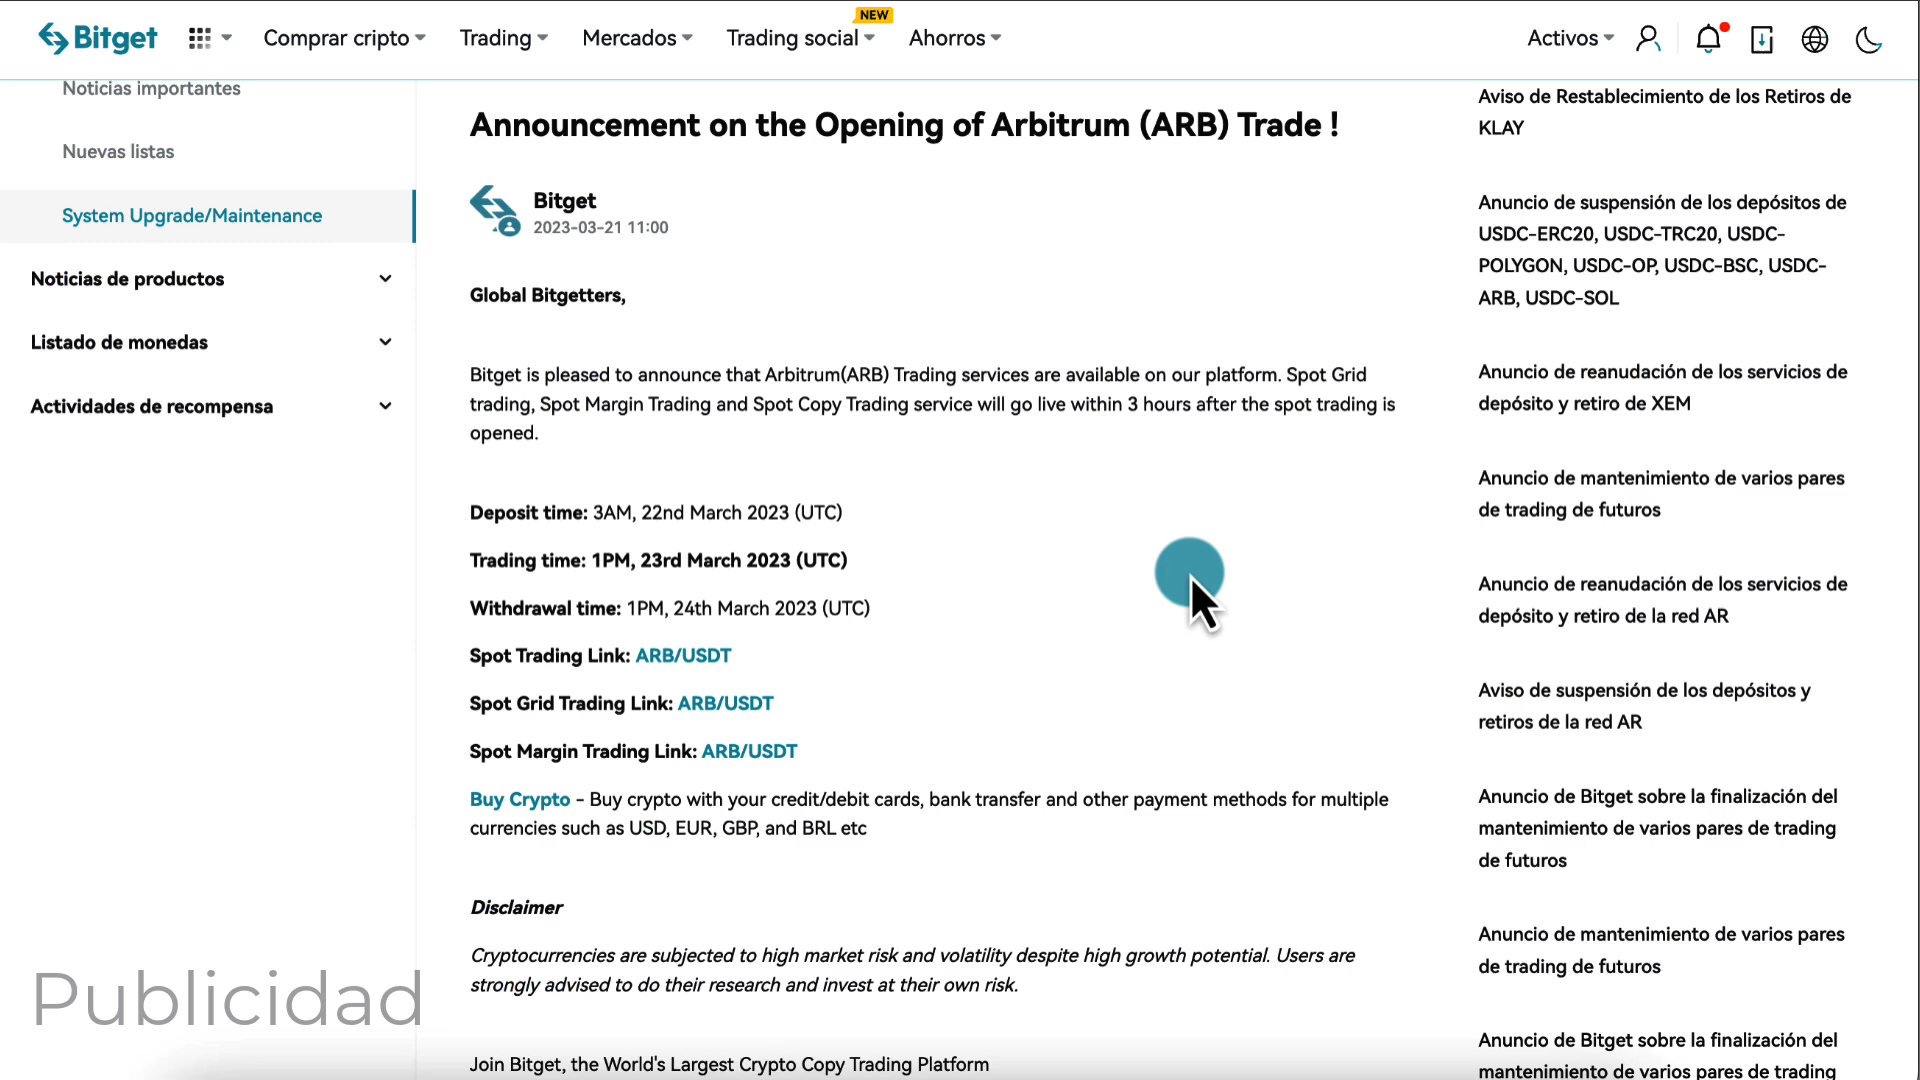 Bitget
Comprar cripto
Trading
Mercados
Trading social
NEW
Ahorros
Activos
Noticias importantes
Nuevas listas
System Upgrade/Maintenance
Noticias de productos
Listado de monedas
Actividades de recompensa
Announcement on the Opening of Arbitrum (ARB) Trade !
Bitget
2023-03-21 11:00
Global Bitgetters,
Bitget is pleased to announce that Arbitrum(ARB) Trading services are available on our platform. Spot Grid
trading, Spot Margin Trading and Spot Copy Trading service will go live within 3 hours after the spot trading is
opened.
Deposit time: 3AM, 22nd March 2023 (UTC)
Trading time: 1PM, 23rd March 2023 (UTC)
Withdrawal time: 1PM, 24th March 2023 (UTC)
Spot Trading Link: ARB/USDT
Spot Grid Trading Link: ARB/USDT
Spot Margin Trading Link: ARB/USDT
Buy Crypto - Buy crypto with your credit/debit cards, bank transfer and other payment methods for multiple
currencies such as USD, EUR, GBP, and BRL etc
Disclaimer
Cryptocurrencies are subjected to high market risk and volatility despite high growth potential. Users are
strongly advised to do their research and invest at their own risk.
Join Bitget, the World's Largest Crypto Copy Trading Platform
Aviso de Restablecimiento de los Retiros de
KLAY
Anuncio de suspensión de los depósitos de
USDC-ERC20, USDC-TRC20, USDC-
POLYGON, USDC-OP, USDC-BSC, USDC-
ARB, USDC-SOL
Anuncio de reanudación de los servicios de
depósito y retiro de XEM
Anuncio de mantenimiento de varios pares
de trading de futuros
Anuncio de reanudación de los servicios de
depósito y retiro de la red AR
Aviso de suspensión de los depósitos y
retiros de la red AR
Anuncio de Bitget sobre la finalización del
mantenimiento de varios pares de trading
de futuros
Anuncio de mantenimiento de varios pares
de trading de futuros
Anuncio de Bitget sobre la finalización del
mantenimiento de varios pares de trading
Publicidad